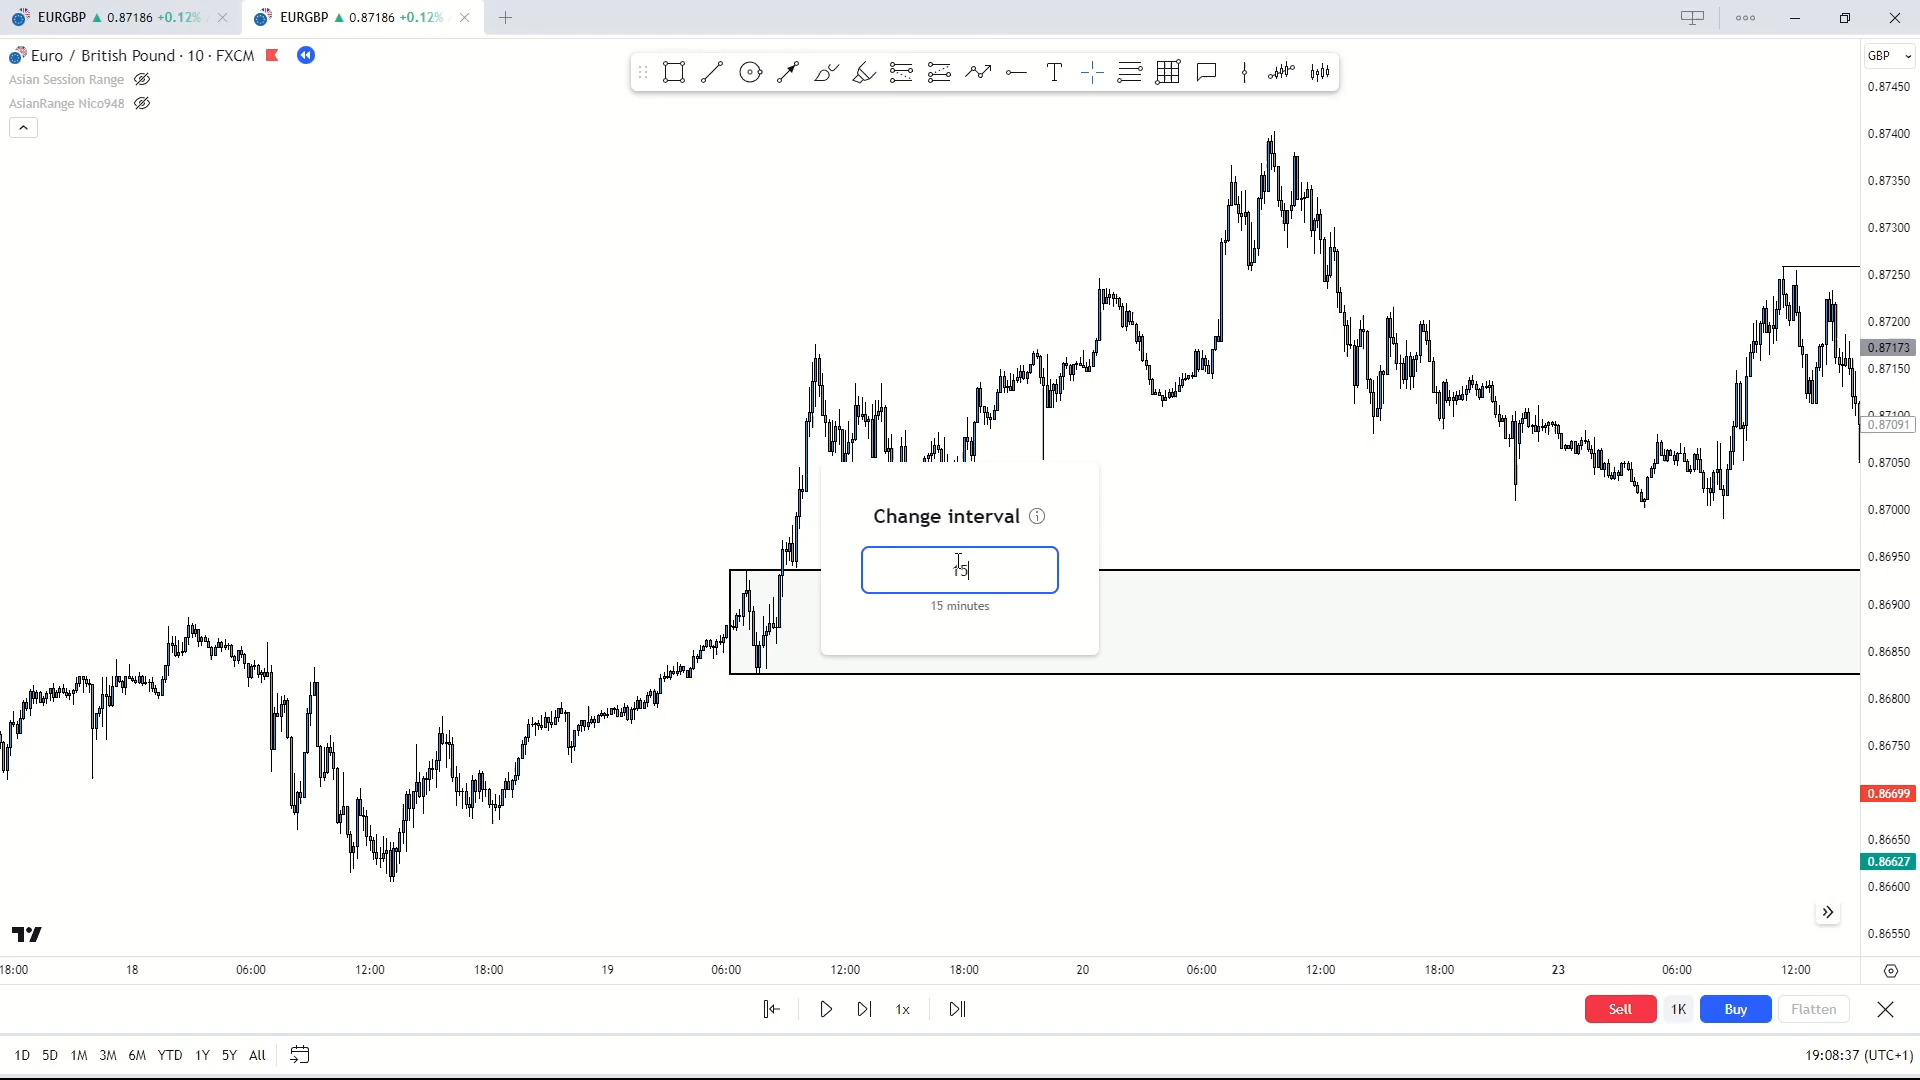 EURGBP ▲ 0.87186 +0.12%
EURGBP ▲ 0.87186 +0.12%
Euro / British Pound · 10 · FXCM
Asian Session Range
AsianRange Nico948
GBP
0.87450
0.87400
0.87350
0.87300
0.87250
0.87200
0.87173
0.87150
0.87100
0.87091
0.87050
0.87000
0.86950
0.86900
0.86850
0.86800
0.86750
0.86699
0.86650
0.86627
0.86600
0.86550
Change interval
15
15 minutes
18:00 18 06:00 12:00 18:00 19 06:00 12:00 18:00 20 06:00 12:00 18:00 23 06:00 12:00
1x
Sell 1K Buy Flatten
1D 5D 1M 3M 6M YTD 1Y 5Y All
19:08:37 (UTC+1)